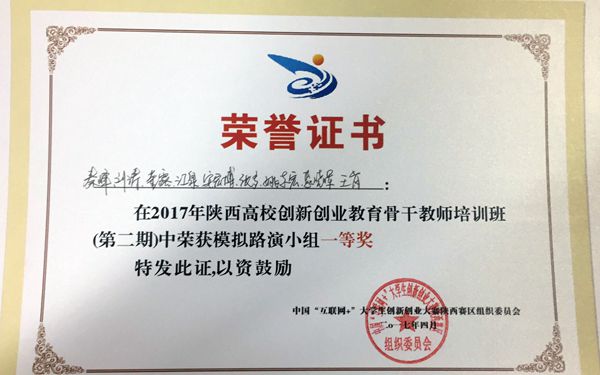 荣誉证书
在2017年陕西高校创新创业教育骨干教师培训班
(第二期)中荣获模拟路演小组一等奖
特发此证,以资鼓励
中国“互联网+”大学生创新创业大赛陕西赛区组织委员会
二〇一七年四月
组织委员会